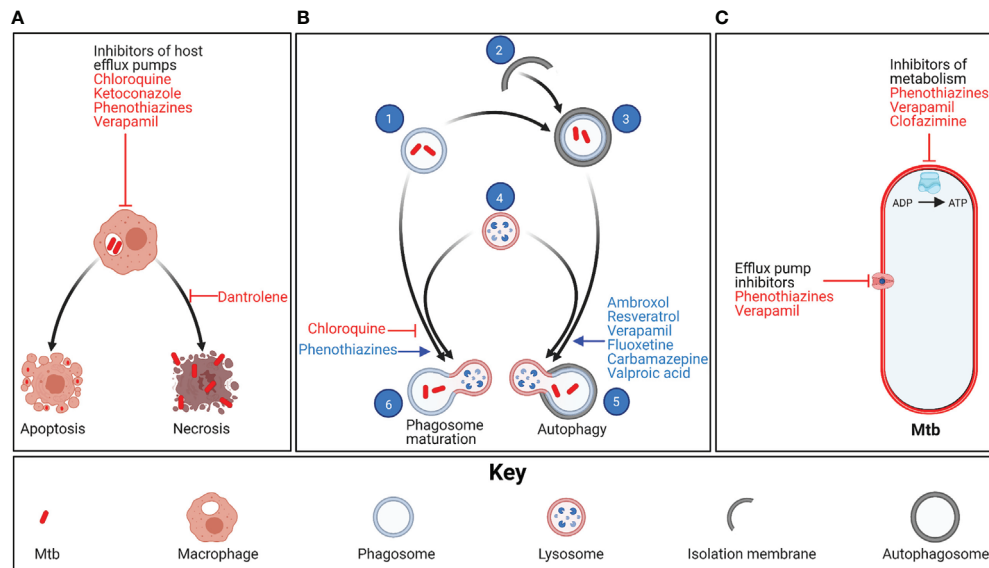 A
Inhibitors of host
efflux pumps
Chloroquine
Ketoconazole
Phenothiazines
Verapamil
Dantrolene
Apoptosis
Necrosis
B
1
2
3
4
Chloroquine
Phenothiazines
Ambroxol
Resveratrol
Verapamil
Fluoxetine
Carbamazepine
Valproic acid
6
5
Phagosome
maturation
Autophagy
C
Inhibitors of
metabolism
Phenothiazines
Verapamil
Clofazimine
ADP
ATP
Efflux pump
inhibitors
Phenothiazines
Verapamil
Mtb
Key
Mtb
Macrophage
Phagosome
Lysosome
Isolation membrane
Autophagosome